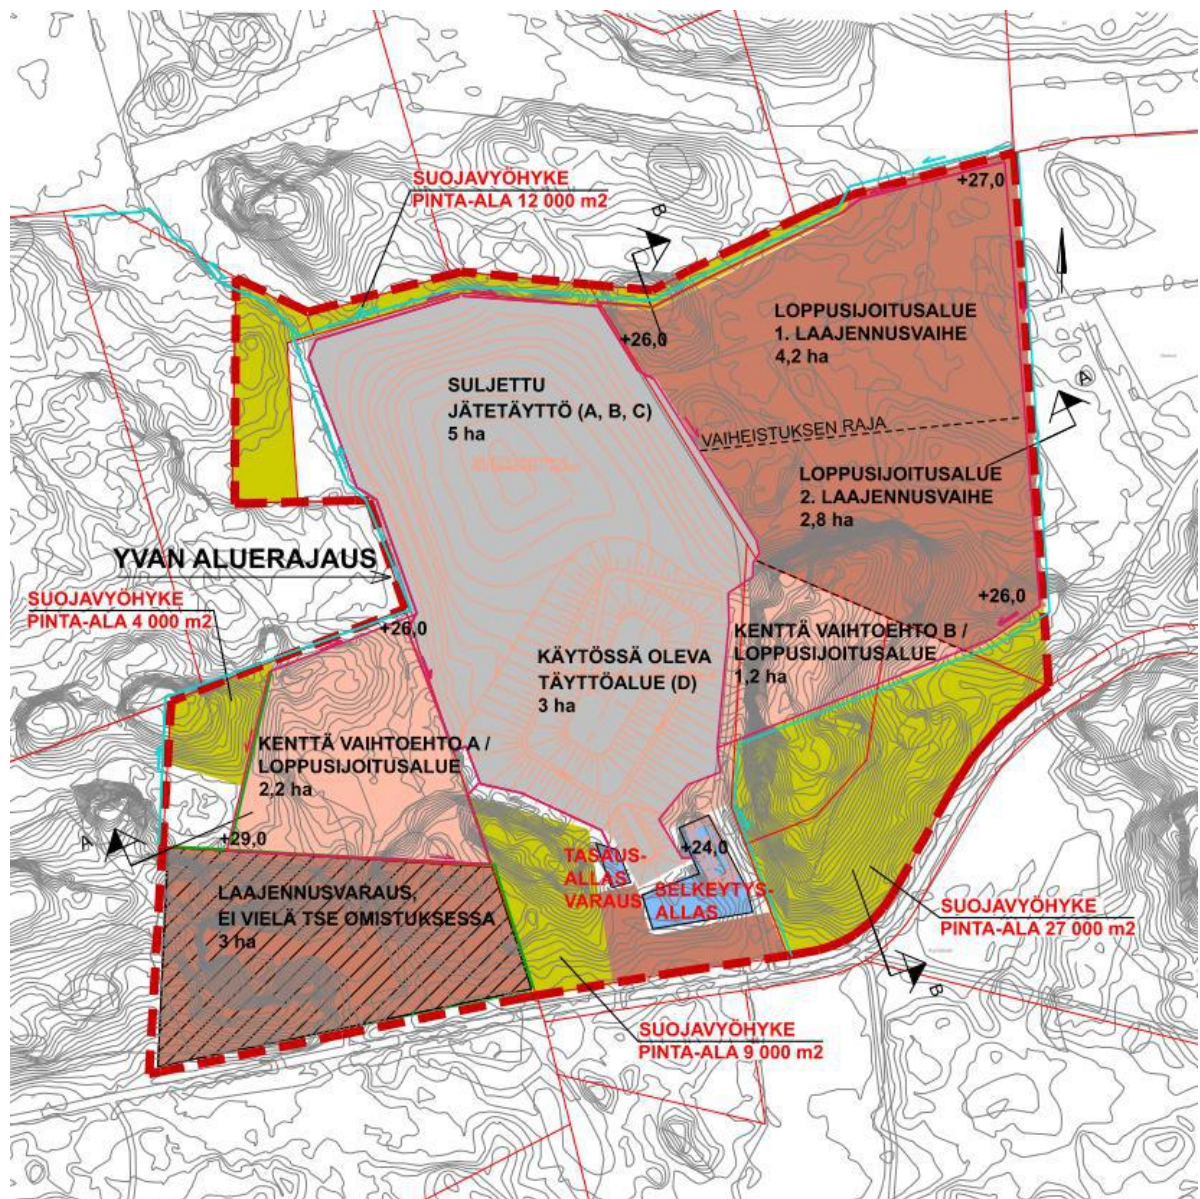 SUOJAVYÖHYKE
PINTA-ALA 12 000 m2
+27,0
B
LOPPUSIJOITUSALUE
1. LAAJENNUSVAIHE
4,2 ha
+26,0
SULJETTU
JÄTETÄYTTÖ (A, B, C)
5 ha
A
VAIHEISTUKSEN RAJA
LOPPUSIJOITUSALUE
2. LAAJENNUSVAIHE
2,8 ha
YVAN ALUERAJAUS
SUOJAVYÖHYKE
PINTA-ALA 4 000 m2
+26,0
+26,0
KENTTÄ VAIHTOEHTO B /
LOPPUSIJOITUSALUE
1,2 ha
KÄYTÖSSÄ OLEVA
TÄYTTÖALUE (D)
3 ha
KENTTÄ VAIHTOEHTO A /
LOPPUSIJOITUSALUE
2,2 ha
A
+29,0
+24,0
TASAUS-
ALLAS
VARAUS
SELKEYTYS-
ALLAS
LAAJENNUSVARAUS,
EI VIELÄ TSE OMISTUKSESSA
3 ha
SUOJAVYÖHYKE
PINTA-ALA 27 000 m2
B
SUOJAVYÖHYKE
PINTA-ALA 9 000 m2